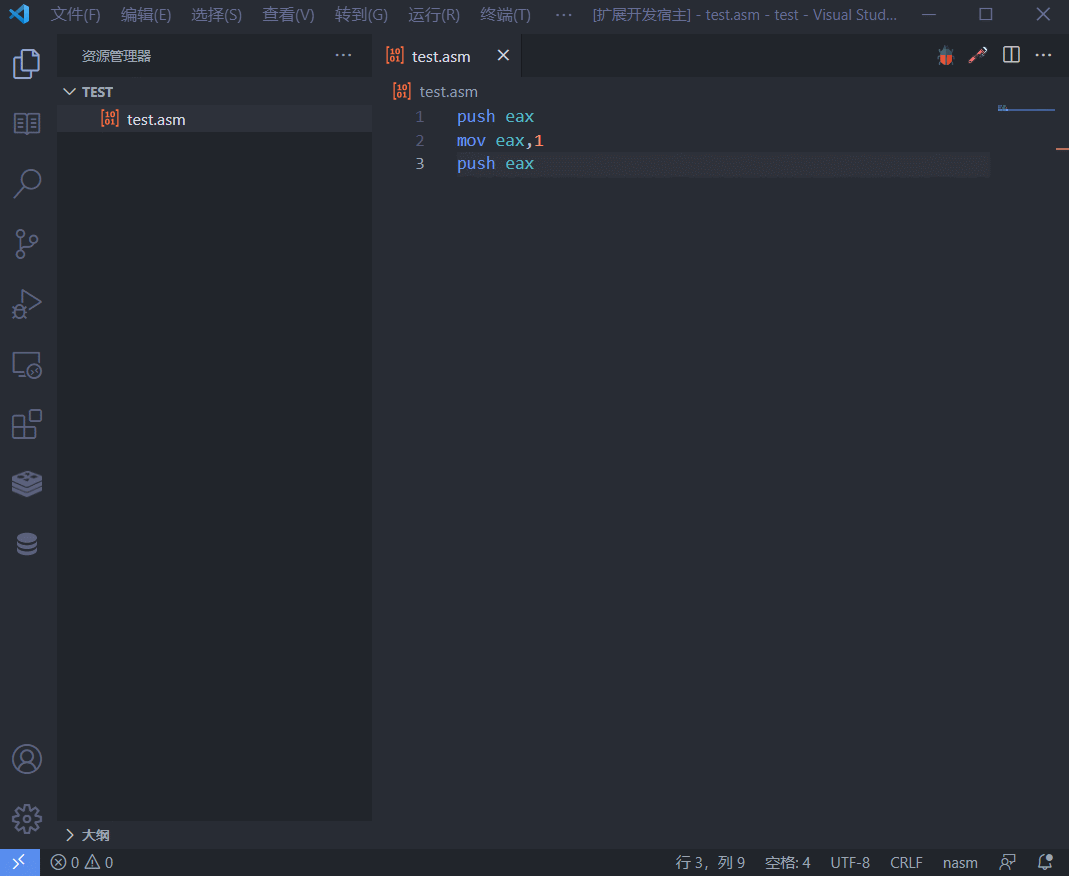 文件(F) 编辑(E) 选择(S) 查看(V) 转到(G) 运行(R) 终端(T) ··· [扩展开发宿主] - test.asm - test - Visual Stud...
资源管理器 ···
TEST
test.asm
大纲
test.asm
test.asm
1 push eax
2 mov eax,1
3 push eax
0 0 行 3，列 9 空格: 4 UTF-8 CRLF nasm